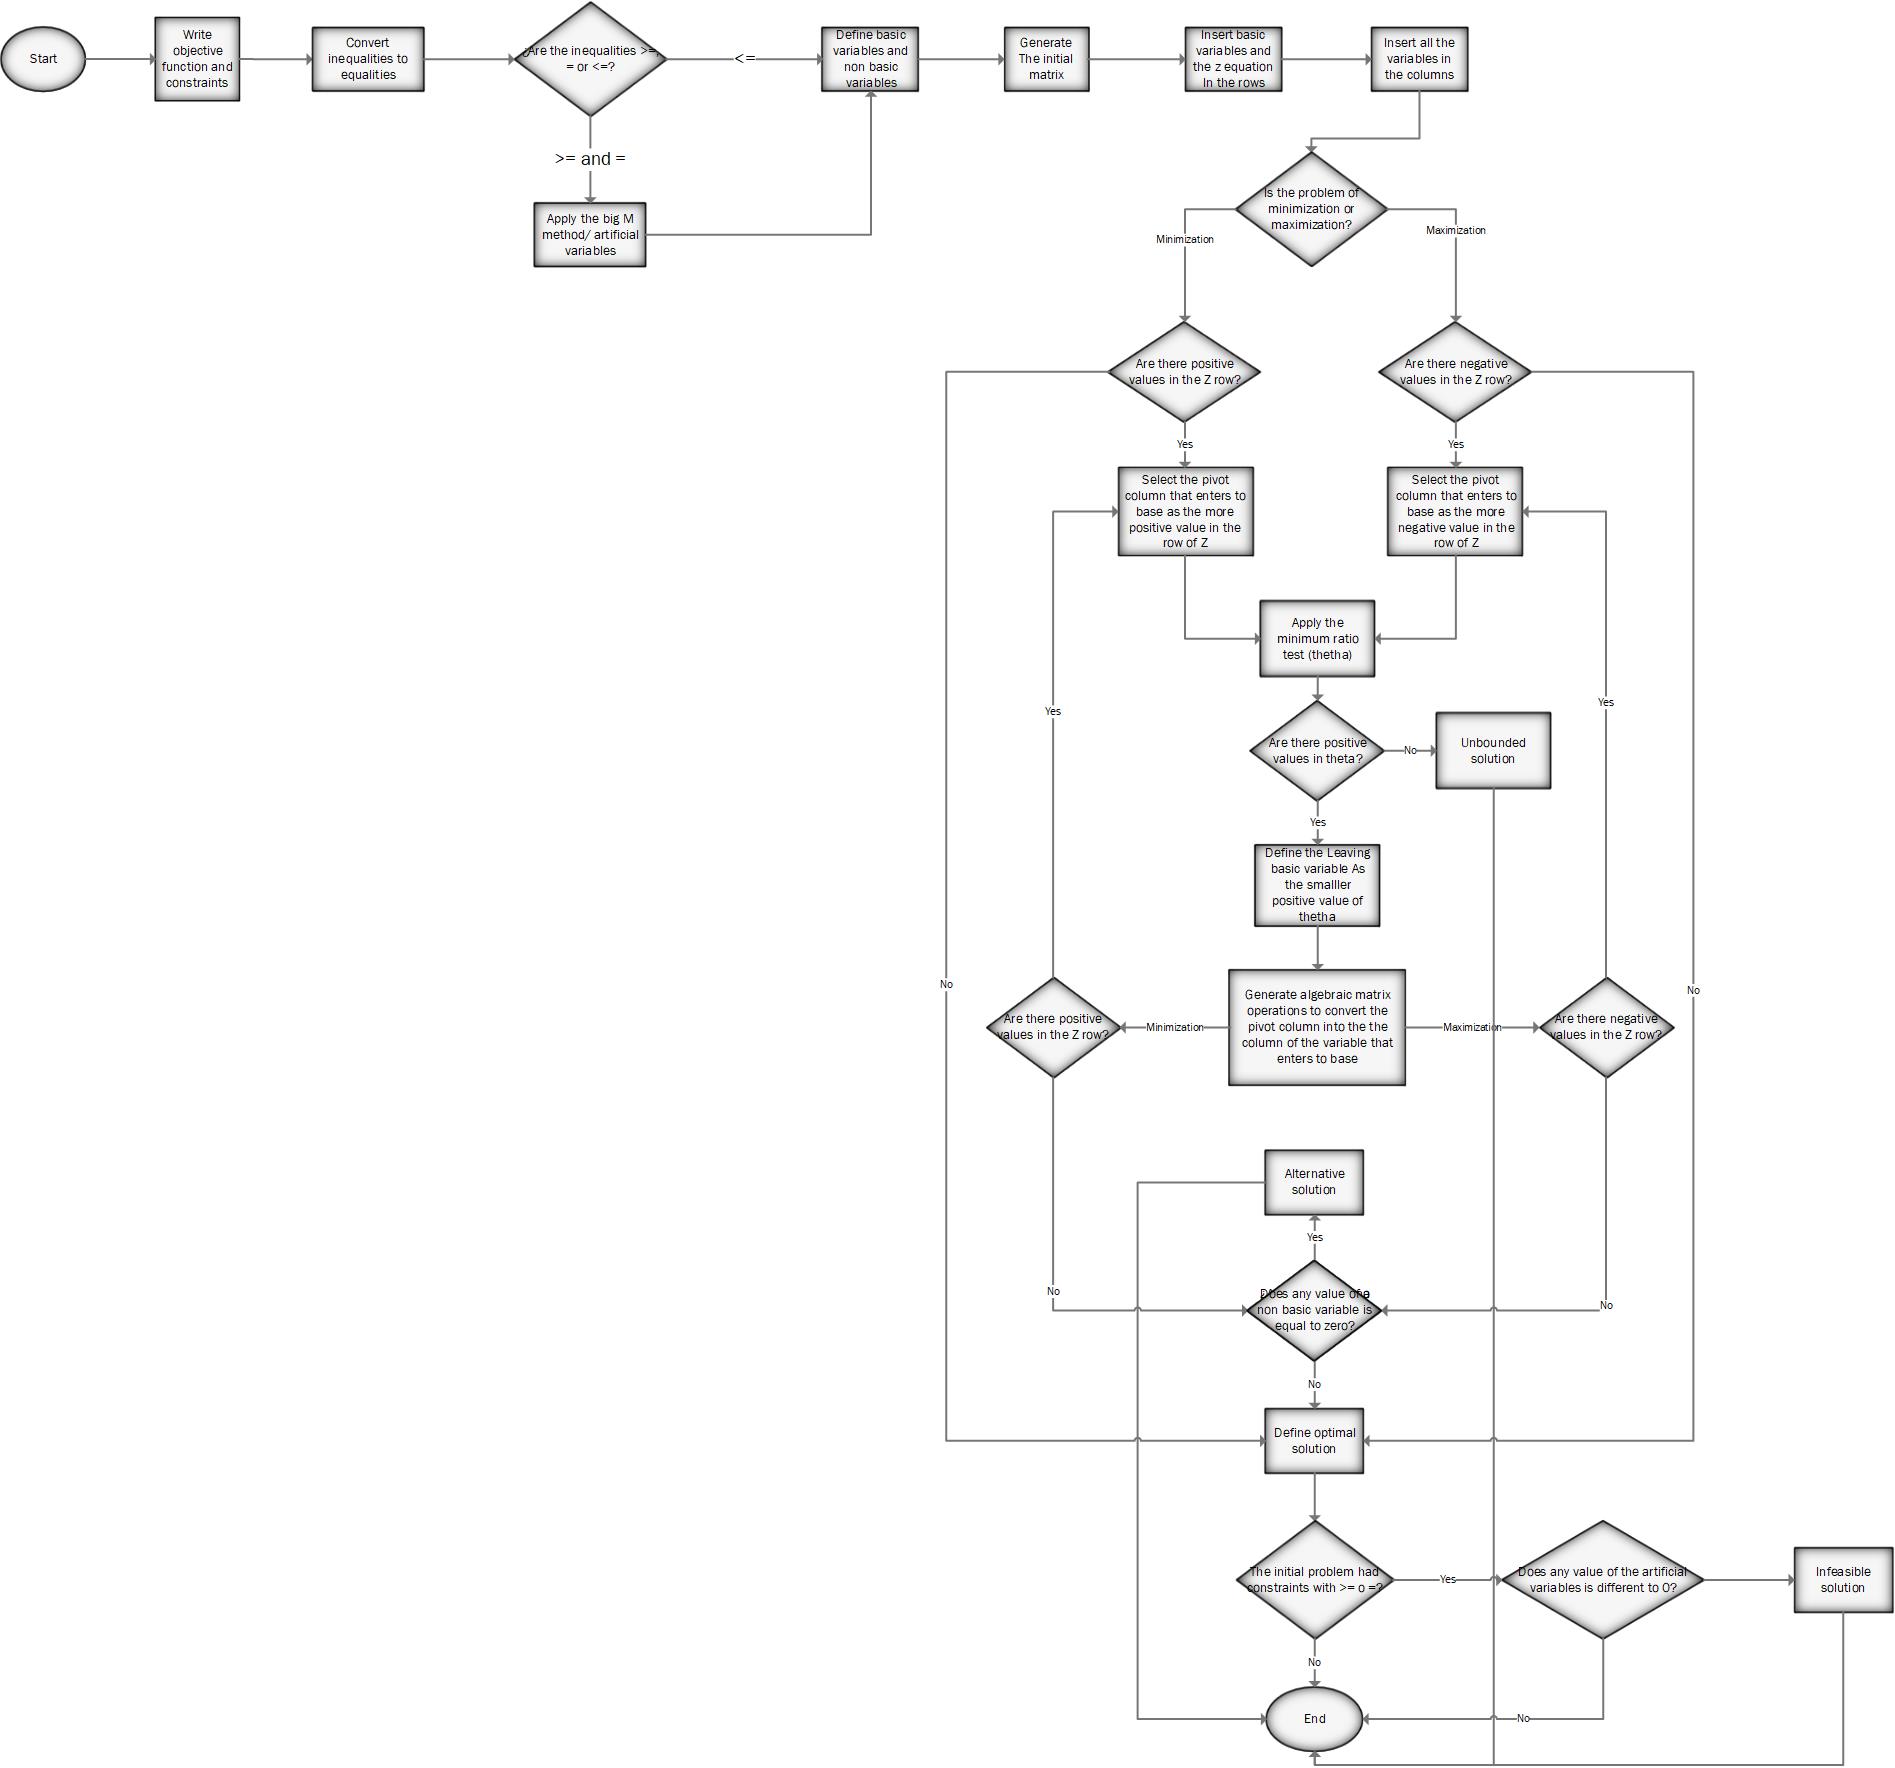 Start
Write
objective
function and
constraints
Convert
inequalities to
equalities
¿Are the inequalities >=,
= or <=?
<=
Define basic
variables and
non basic
variables
Generate
The initial
matrix
Insert basic
variables and
the z equation
In the rows
Insert all the
variables in
the columns
>= and =
Apply the big M
method/ artificial
variables
Is the problem of
minimization or
maximization?
Minimization
Maximization
Are there positive
values in the Z row?
Are there negative
values in the Z row?
Yes
Yes
Select the pivot
column that enters to
base as the more
positive value in the
row of Z
Select the pivot
column that enters to
base as the more
negative value in the
row of Z
Apply the
minimum ratio
test (thetha)
Yes
Yes
Are there positive
values in theta?
No
Unbounded
solution
Yes
Define the Leaving
basic variable As
the smalller
positive value of
thetha
No
No
Are there positive
values in the Z row?
Minimization
Generate algebraic matrix
operations to convert the
pivot column into the the
column of the variable that
enters to base
Maximization
Are there negative
values in the Z row?
Alternative
solution
Yes
No
No
Does any value of a
non basic variable is
equal to zero?
No
Define optimal
solution
The initial problem had
constraints with >= o =?
Yes
Does any value of the artificial
variables is different to 0?
Infeasible
solution
No
End
No